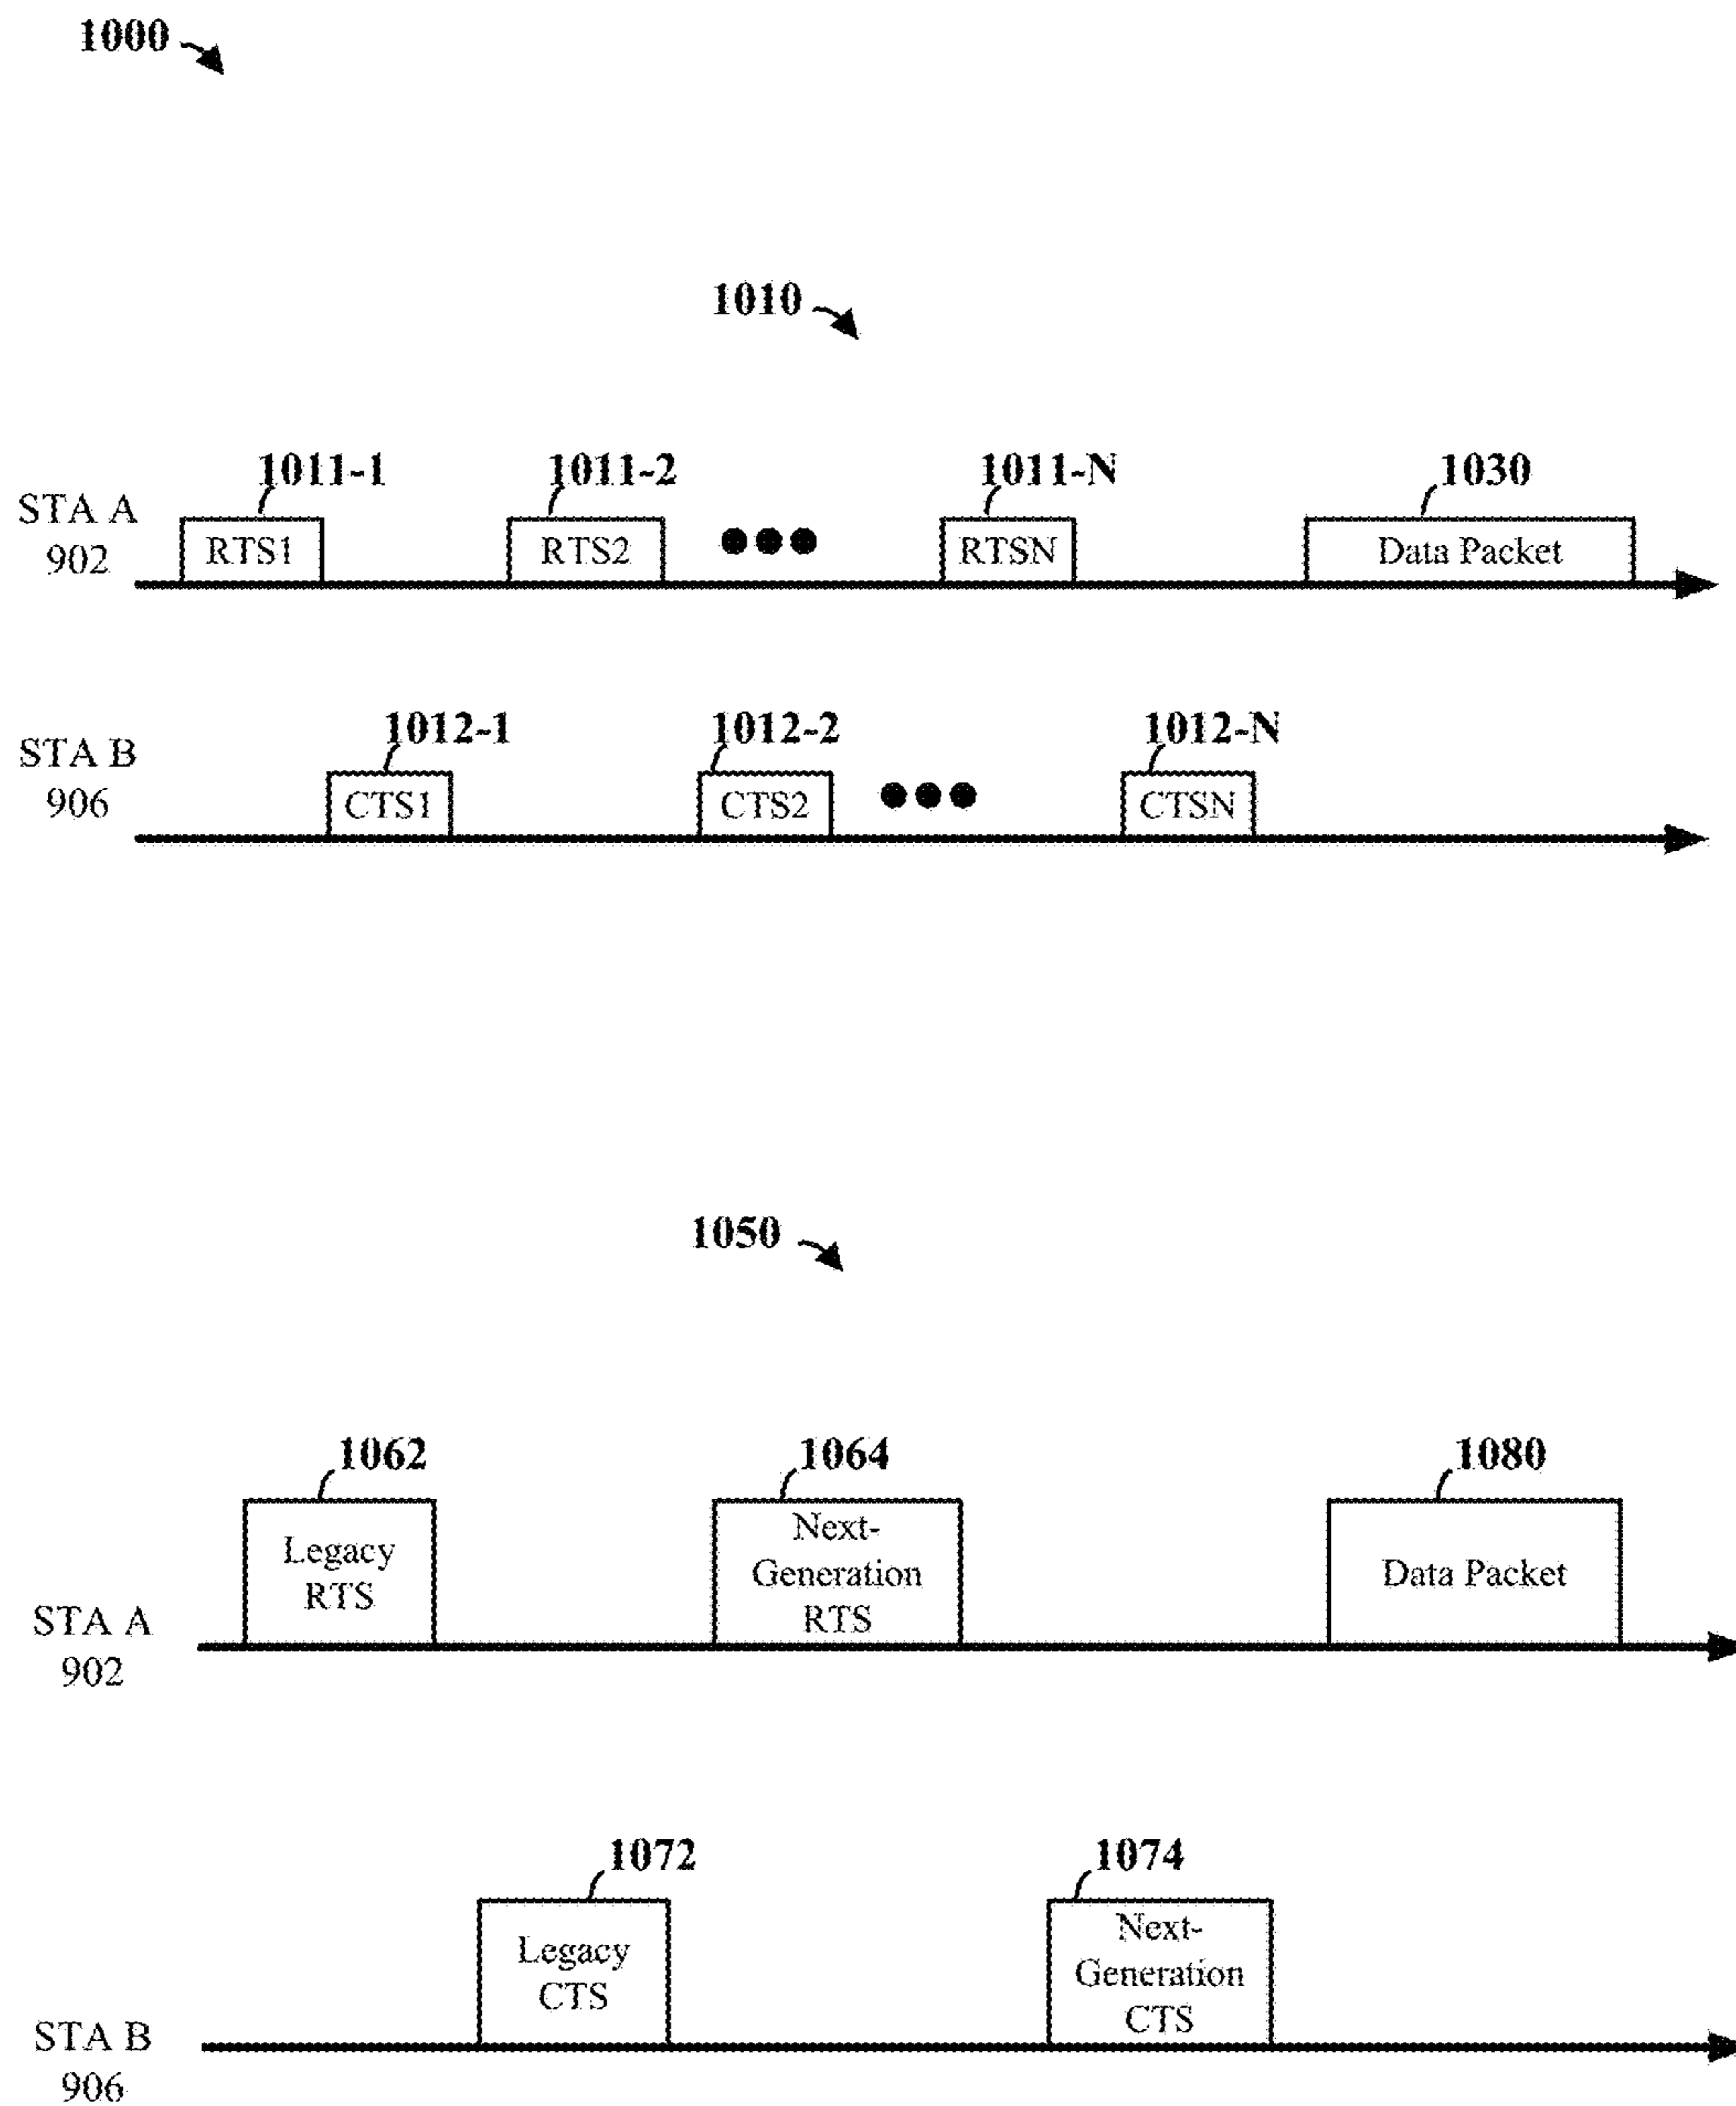 1000
1010
1011-1 1011-2 1011-N 1030
STA A
902
RTS1 RTS2 RTSN Data Packet
1012-1 1012-2 1012-N
STA B
906
CTS1 CTS2 CTSN
1050
1062 1064 1080
Legacy
RTS
Next-
Generation
RTS
Data Packet
STA A
902
1072 1074
Legacy
CTS
Next-
Generation
CTS
STA B
906